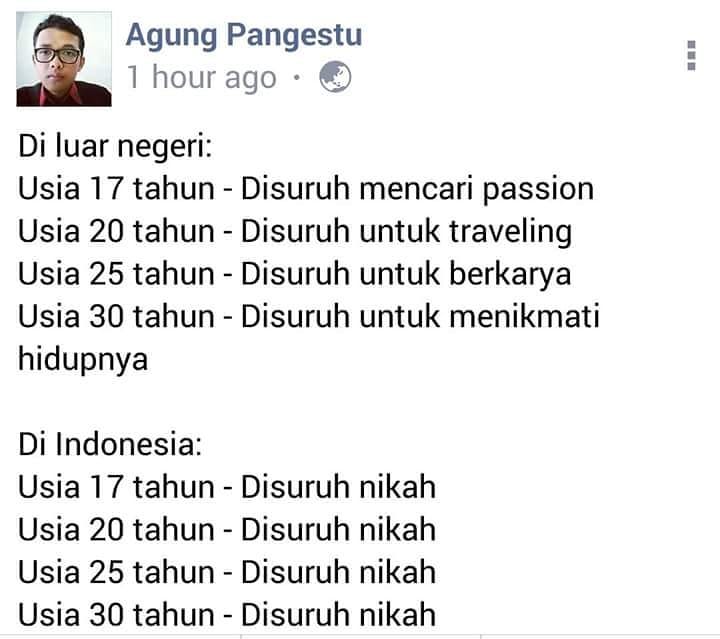 Agung Pangestu
1 hour ago ·
Di luar negeri:
Usia 17 tahun - Disuruh mencari passion
Usia 20 tahun - Disuruh untuk traveling
Usia 25 tahun - Disuruh untuk berkarya
Usia 30 tahun - Disuruh untuk menikmati
hidupnya
Di Indonesia:
Usia 17 tahun - Disuruh nikah
Usia 20 tahun - Disuruh nikah
Usia 25 tahun - Disuruh nikah
Usia 30 tahun - Disuruh nikah